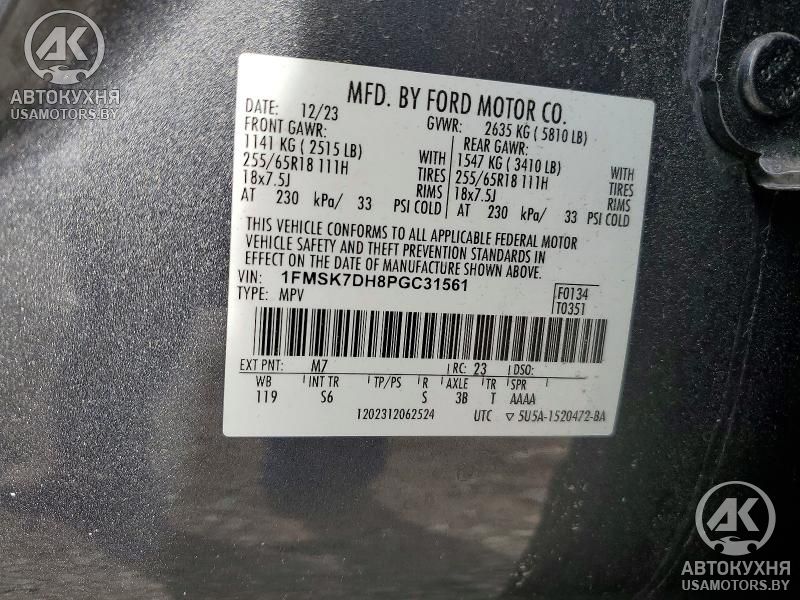 AK
АВТОКУХНЯ
USAMOTORS.BY
MFD. BY FORD MOTOR CO.
DATE: 12/23 GVWR: 2635 KG ( 5810 LB)
FRONT GAWR: REAR GAWR:
1141 KG ( 2515 LB) WITH 1547 KG ( 3410 LB) WITH
255/65R18 111H TIRES 255/65R18 111H TIRES
18x7.5J RIMS 18x7.5J RIMS
AT 230 kPa/ 33 PSI COLD AT 230 kPa/ 33 PSI COLD
THIS VEHICLE CONFORMS TO ALL APPLICABLE FEDERAL MOTOR
VEHICLE SAFETY AND THEFT PREVENTION STANDARDS IN
EFFECT ON THE DATE OF MANUFACTURE SHOWN ABOVE.
VIN: 1FMSK7DH8PGC31561 F0134
TYPE: MPV T0351
EXT PNT: M7 RC: 23 DSO:
WB INT TR TP/PS R AXLE TR SPR
119 S6 S 3B T AAAA
1202312062524 UTC ▽ 5U5A-1520472-BA
AK
АВТОКУХНЯ
USAMOTORS.BY